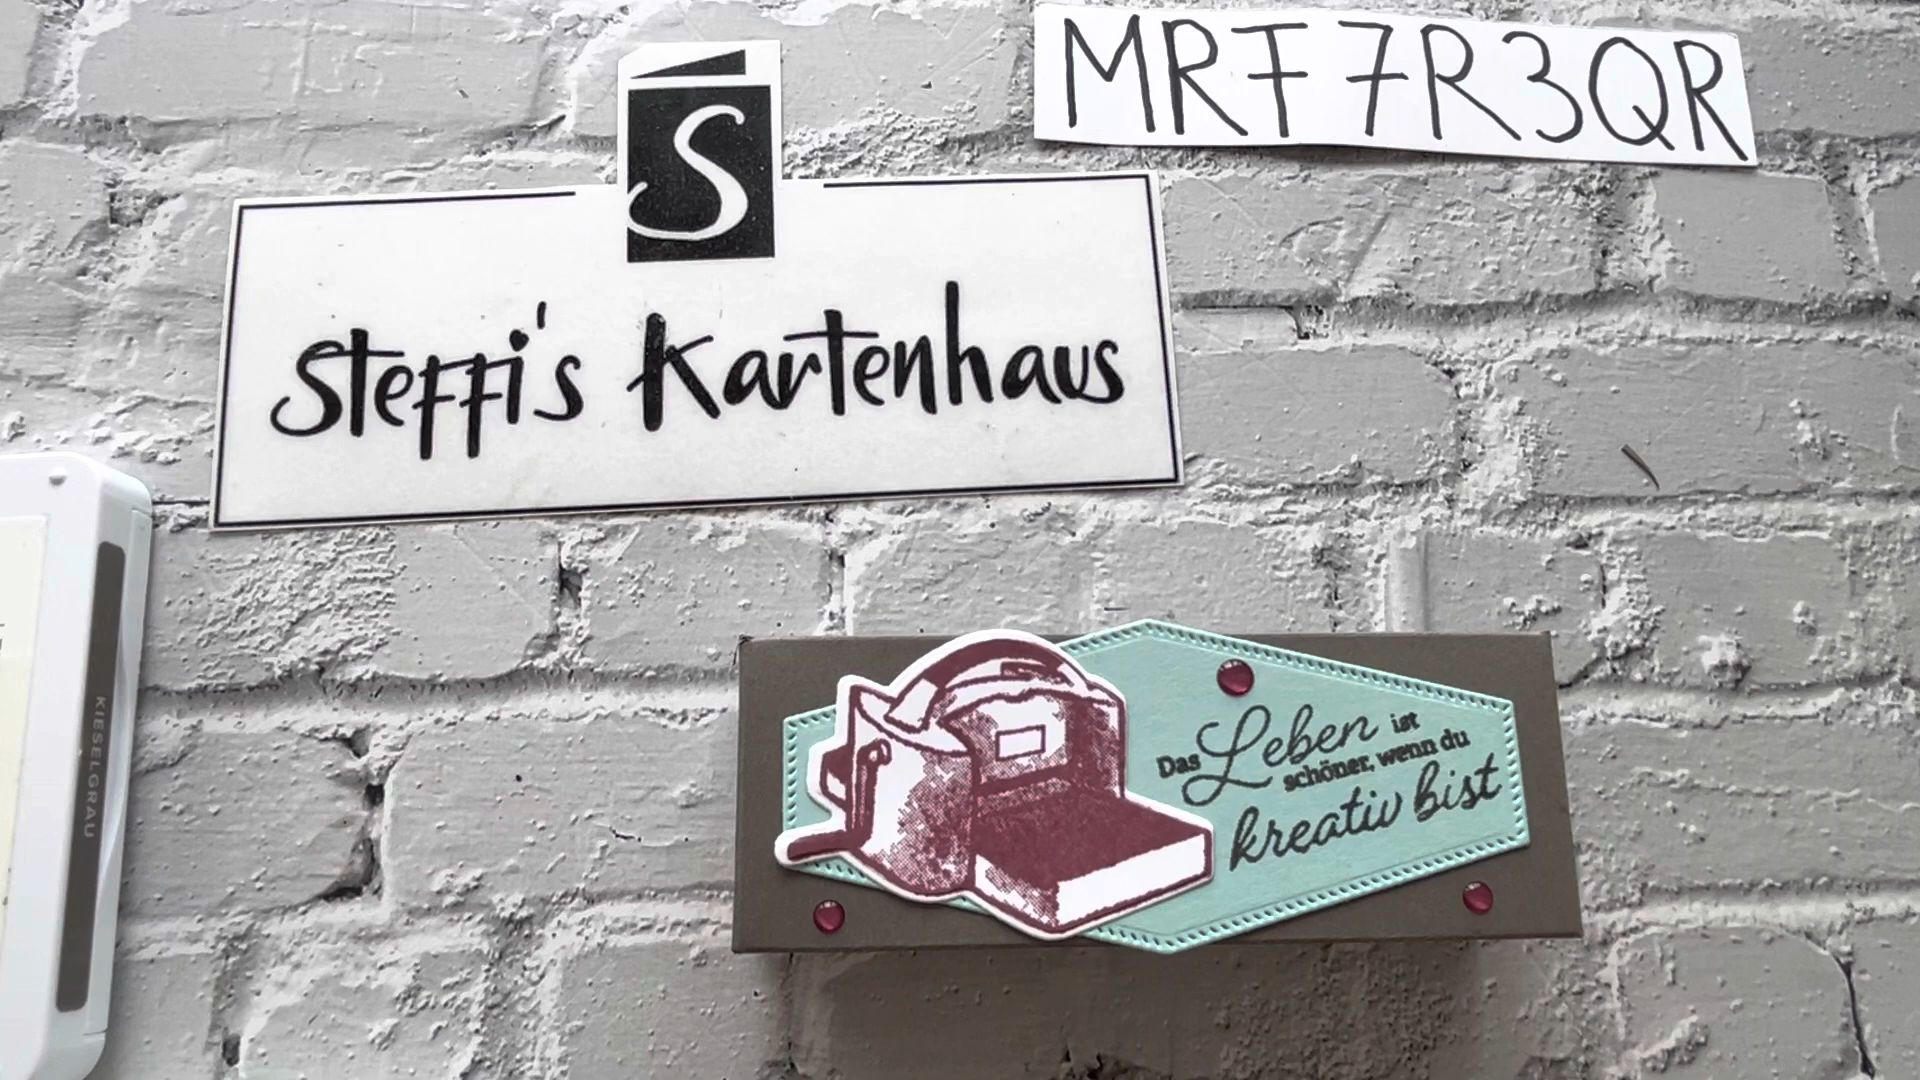 MRF7R3QR
S
Steffi's Kartenhaus
KIESELGRAU
Das Leben ist
schöner, wenn du
kreativ bist